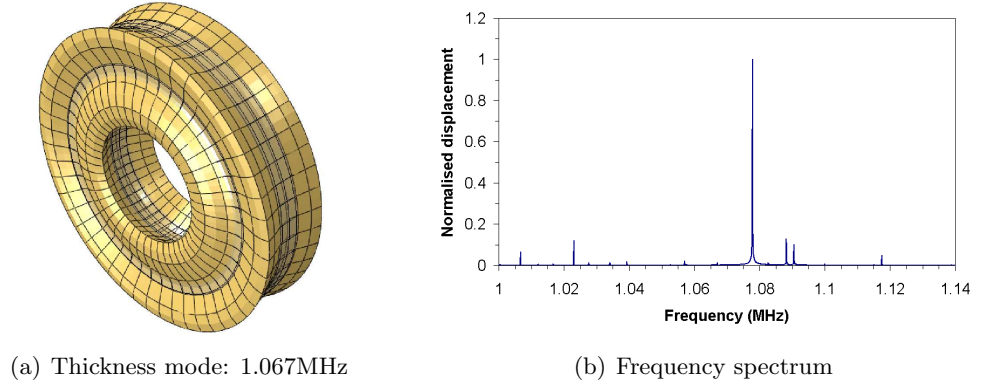 1.2
1
0.8
0.6
0.4
0.2
0
Normalised displacement
1 1.02 1.04 1.06 1.08 1.1 1.12 1.14
Frequency (MHz)
(a) Thickness mode: 1.067MHz
(b) Frequency spectrum